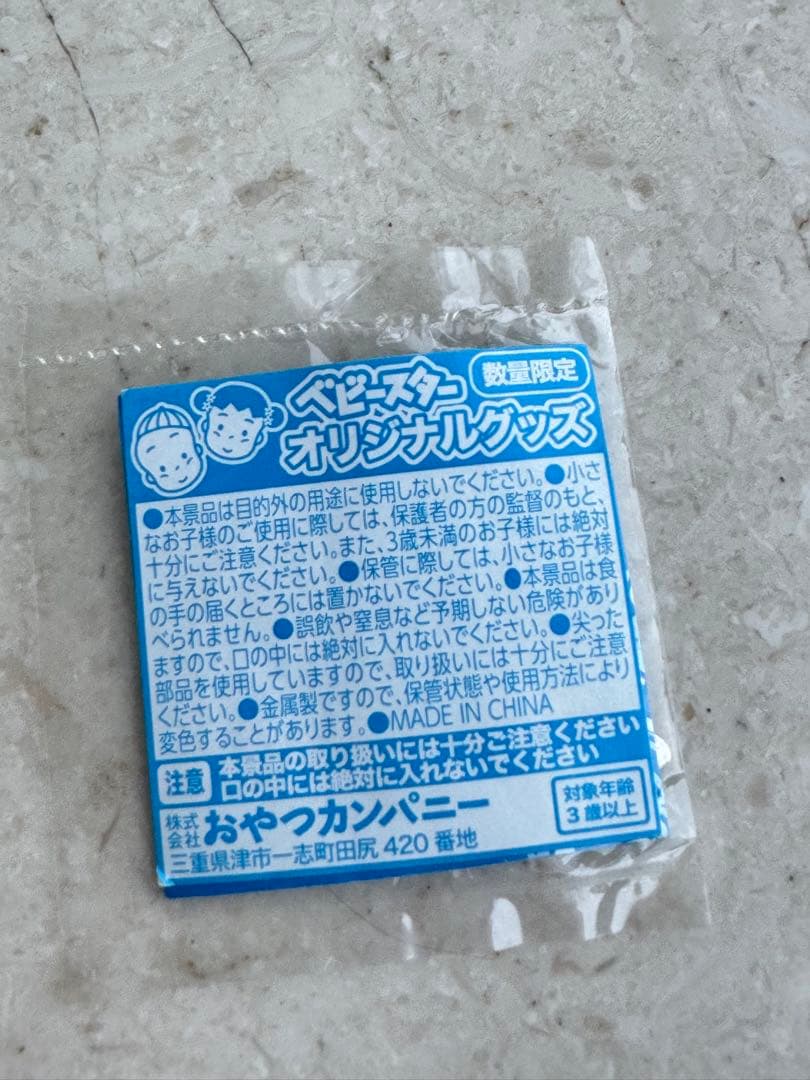 数量限定
ベビースター
オリジナルグッズ
●本景品は目的外の用途に使用しないでください。●小さ
なお子様のご使用に際しては、保護者の方の監督のもと、
十分にご注意ください。また、3歳未満のお子様には絶対
に与えないでください。●保管に際しては、小さなお子様
の手の届くところには置かないでください。●本景品は食
べられません。●誤飲や窒息など予期しない危険があり
ますので、口の中には絶対に入れないでください。●尖った
部品を使用していますので、取り扱いには十分にご注意
ください。●金属製ですので、保管状態や使用方法により
変色することがあります。●MADE IN CHINA
注意
本景品の取り扱いには十分ご注意ください
口の中には絶対に入れないでください
株式会社 おやつカンパニー
三重県津市一志町田尻 420 番地
対象年齢
3歳以上